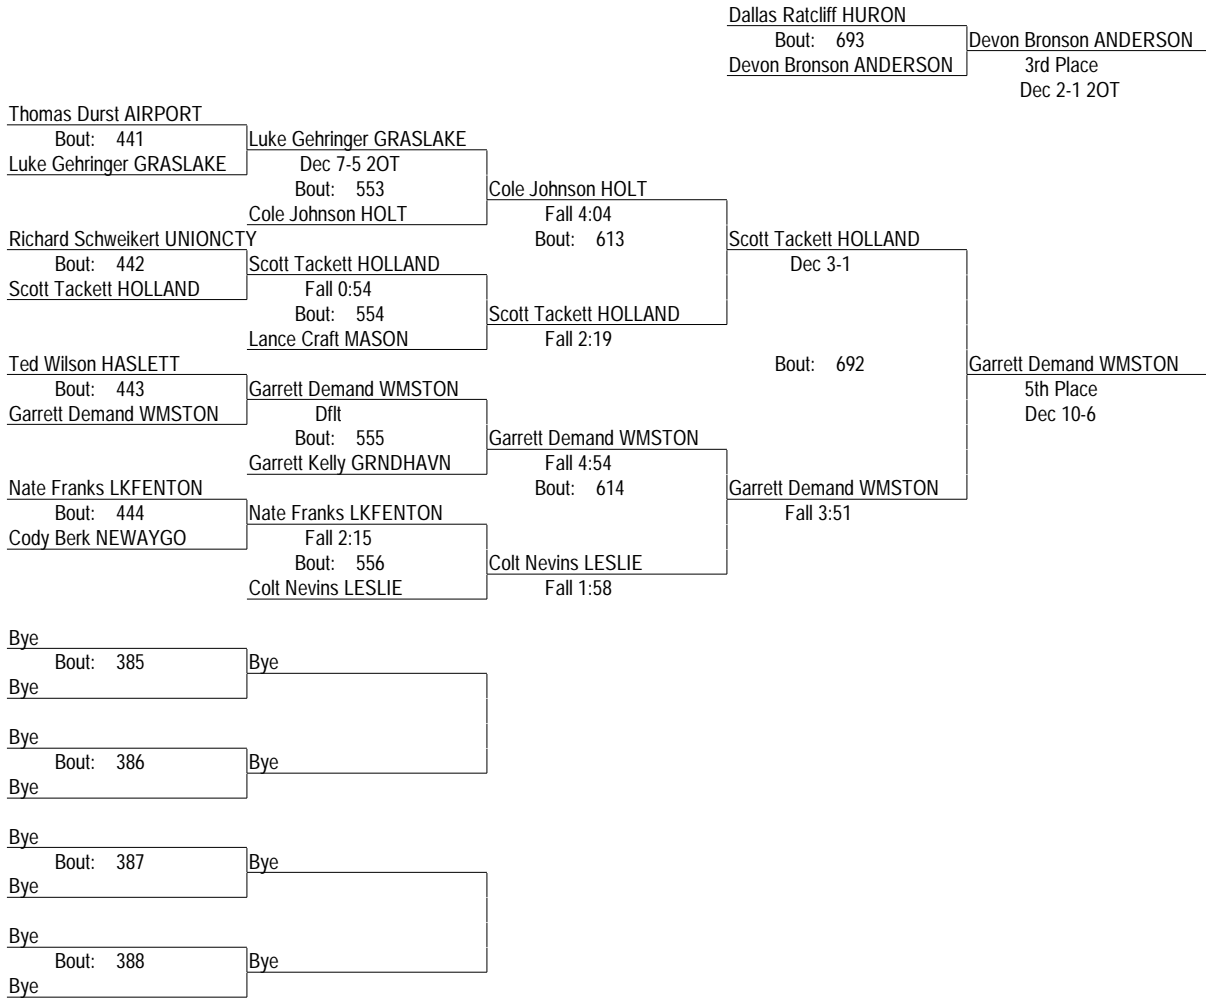 Dallas Ratcliff HURON
Bout: 693
Devon Bronson ANDERSON
Devon Bronson ANDERSON
3rd Place
Dec 2-1 2OT
Thomas Durst AIRPORT
Bout: 441
Luke Gehringer GRASLAKE
Luke Gehringer GRASLAKE
Dec 7-5 2OT
Bout: 553
Cole Johnson HOLT
Cole Johnson HOLT
Fall 4:04
Bout: 613
Richard Schweikert UNIONCTY
Bout: 442
Scott Tackett HOLLAND
Scott Tackett HOLLAND
Fall 0:54
Bout: 554
Lance Craft MASON
Scott Tackett HOLLAND
Fall 2:19
Scott Tackett HOLLAND
Dec 3-1
Bout: 692
Garrett Demand WMSTON
5th Place
Dec 10-6
Ted Wilson HASLETT
Bout: 443
Garrett Demand WMSTON
Garrett Demand WMSTON
Dflt
Bout: 555
Garrett Kelly GRNDHAVN
Garrett Demand WMSTON
Fall 4:54
Bout: 614
Garrett Demand WMSTON
Fall 3:51
Nate Franks LKFENTON
Bout: 444
Cody Berk NEWAYGO
Nate Franks LKFENTON
Fall 2:15
Bout: 556
Colt Nevins LESLIE
Colt Nevins LESLIE
Fall 1:58
Bye
Bout: 385
Bye
Bye
Bye
Bout: 386
Bye
Bye
Bye
Bout: 387
Bye
Bye
Bye
Bout: 388
Bye
Bye